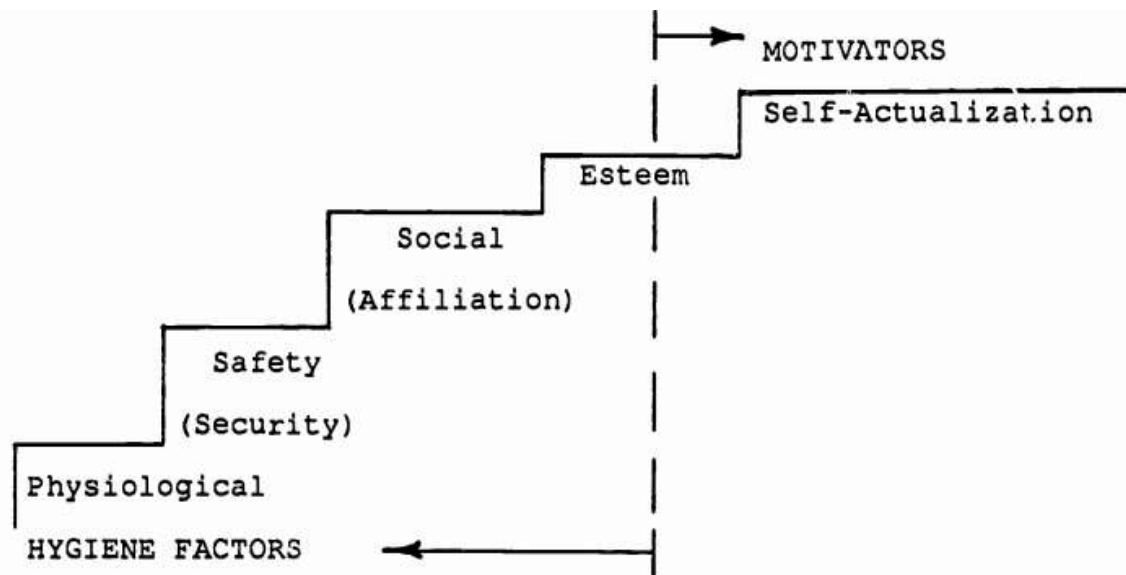 MOTIVATORS
Self-Actualization
Esteem
Social
(Affiliation)
Safety
(Security)
Physiological
HYGIENE FACTORS